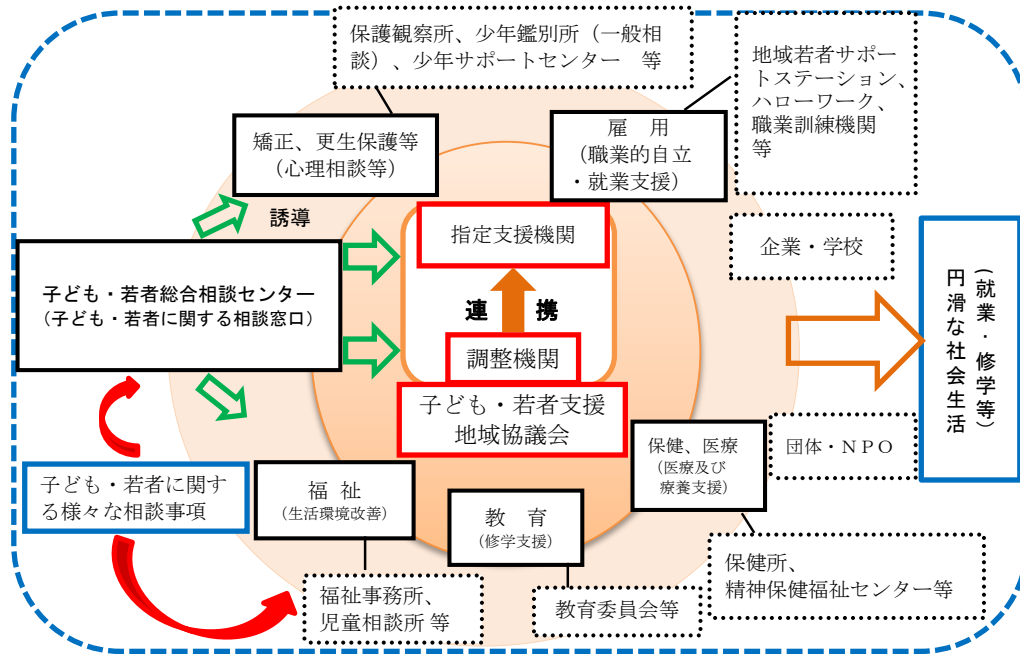 保護観察所、少年鑑別所（一般相
談）、少年サポートセンター　等
地域若者サポー
トステーション、
ハローワーク、
職業訓練機関
等
矯正、更生保護等
（心理相談等）
雇　用
（職業的自立
・就業支援）
誘導
指定支援機関
企業・学校
子ども・若者総合相談センター
（子ども・若者に関する相談窓口）
連　携
調整機関
子ども・若者支援
地域協議会
円滑な社会生活
（就業・修学等）
保健、医療
（医療及び
療養支援）
団体・ＮＰＯ
子ども・若者に関す
る様々な相談事項
福　祉
（生活環境改善）
教　育
（修学支援）
福祉事務所、
児童相談所 等
教育委員会等
保健所、
精神保健福祉センター等